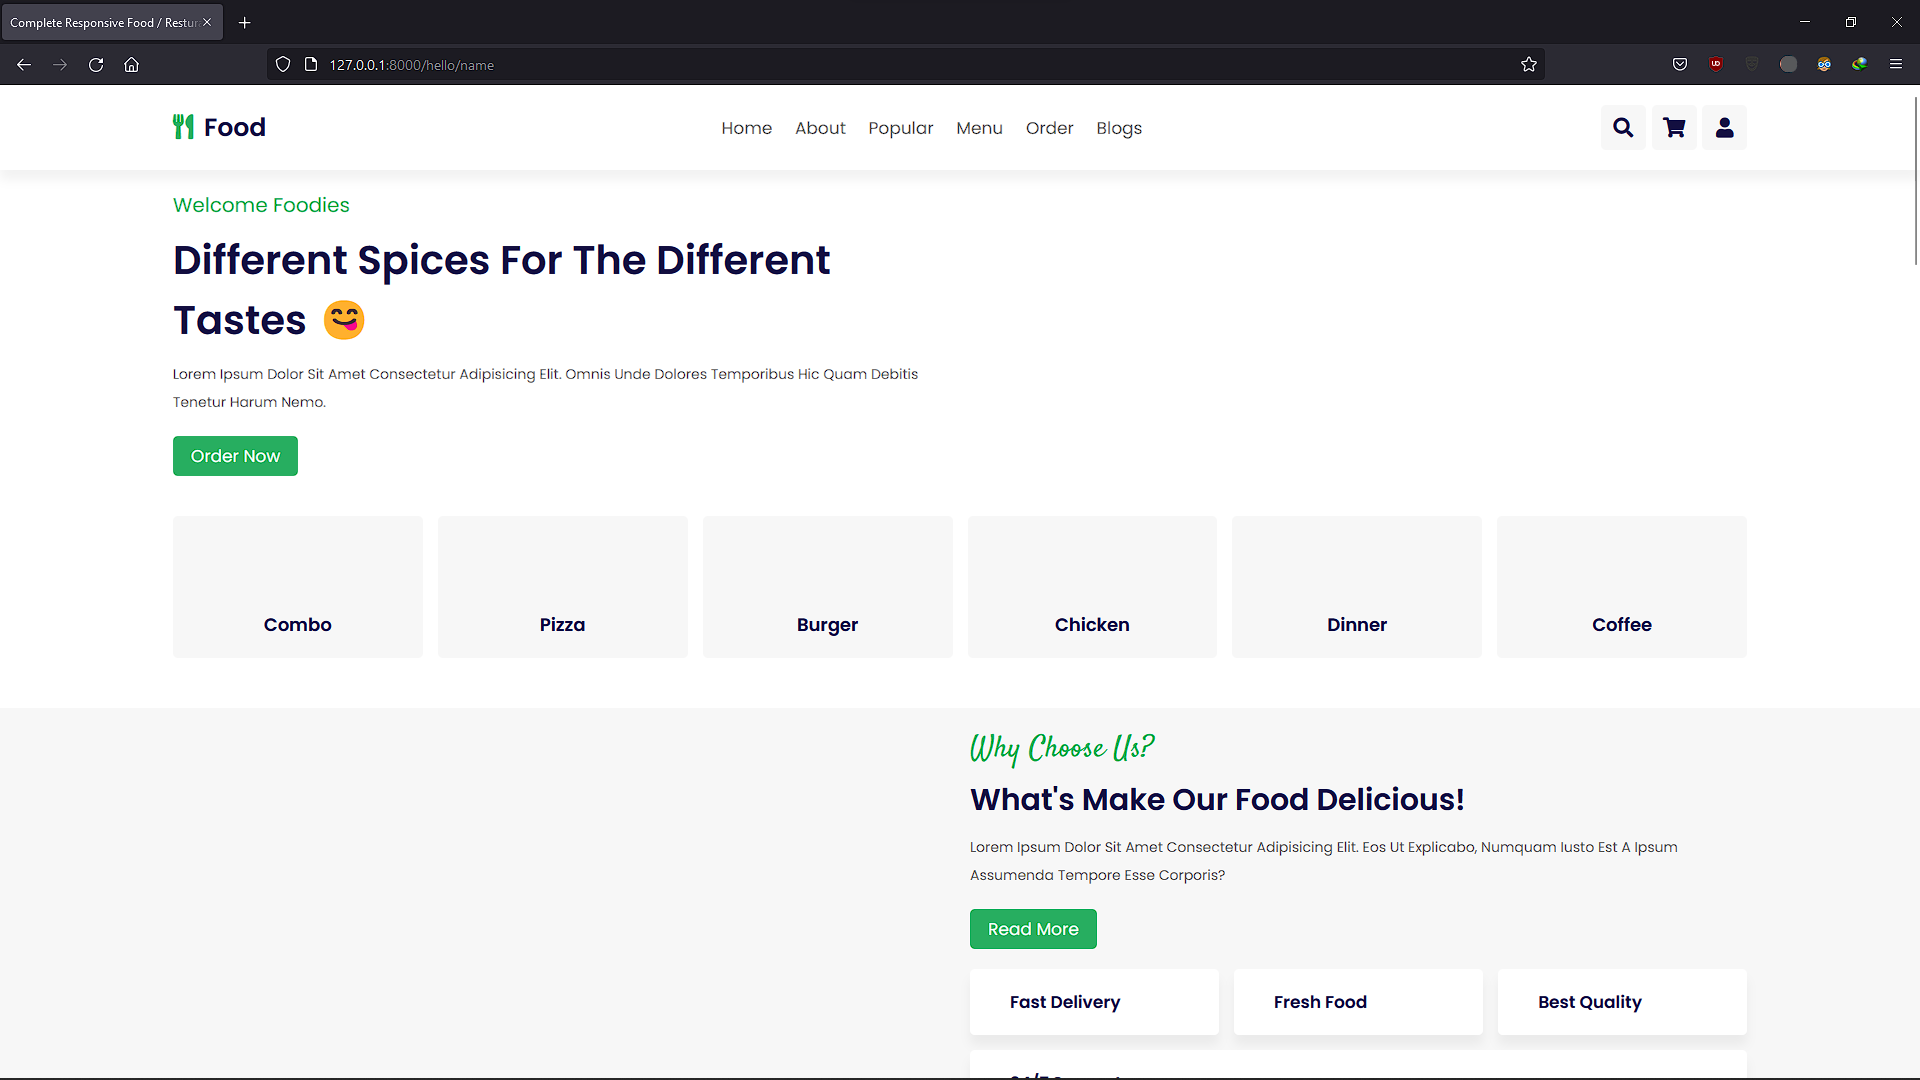 Complete Responsive Food / Restur
127.0.0.1:8000/hello/name
Food
Home About Popular Menu Order Blogs
Welcome Foodies
Different Spices For The Different
Tastes 😋
Lorem Ipsum Dolor Sit Amet Consectetur Adipisicing Elit. Omnis Unde Dolores Temporibus Hic Quam Debitis
Tenetur Harum Nemo.
Order Now
Combo Pizza Burger Chicken Dinner Coffee
Why Choose Us?
What's Make Our Food Delicious!
Lorem Ipsum Dolor Sit Amet Consectetur Adipisicing Elit. Eos Ut Explicabo, Numquam Iusto Est A Ipsum
Assumenda Tempore Esse Corporis?
Read More
Fast Delivery Fresh Food Best Quality